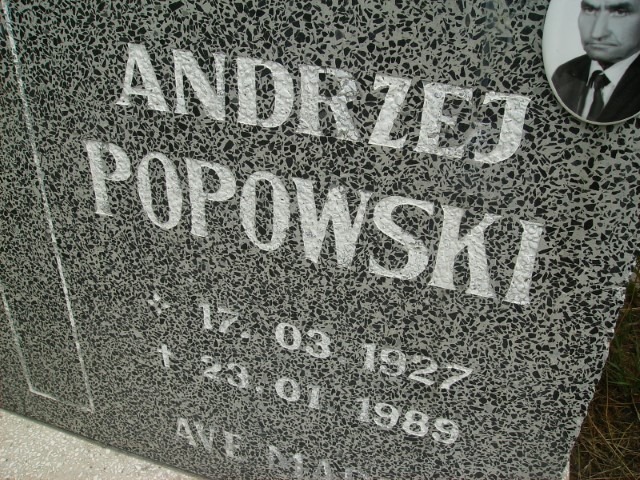 ANDRZEJ
POPOWSKI
17. 03 1927
✝ 23. 01 1989
AVE